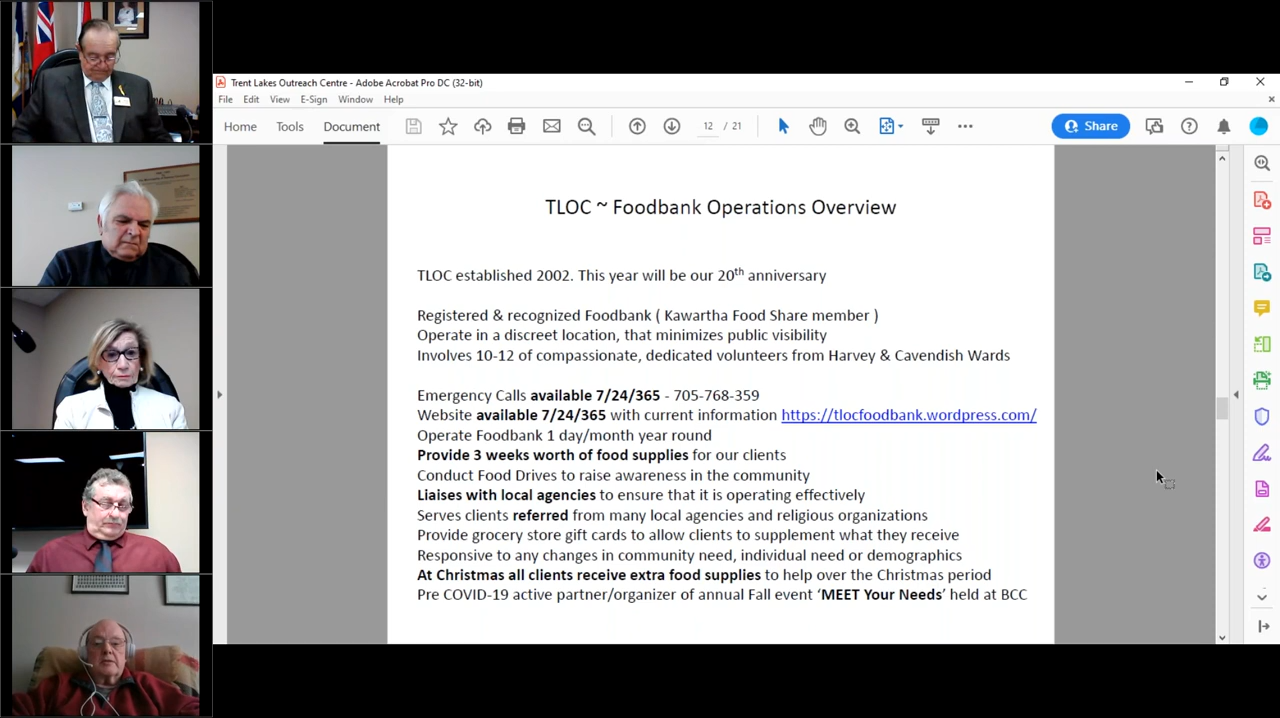 Trent Lakes Outreach Centre - Adobe Acrobat Pro DC (32-bit)
File Edit View E-Sign Window Help
Home Tools Document 12 / 21 Share
TLOC ~ Foodbank Operations Overview
TLOC established 2002. This year will be our 20th anniversary
Registered & recognized Foodbank ( Kawartha Food Share member )
Operate in a discreet location, that minimizes public visibility
Involves 10-12 of compassionate, dedicated volunteers from Harvey & Cavendish Wards
Emergency Calls available 7/24/365 - 705-768-359
Website available 7/24/365 with current information https://tlocfoodbank.wordpress.com/
Operate Foodbank 1 day/month year round
Provide 3 weeks worth of food supplies for our clients
Conduct Food Drives to raise awareness in the community
Liaises with local agencies to ensure that it is operating effectively
Serves clients referred from many local agencies and religious organizations
Provide grocery store gift cards to allow clients to supplement what they receive
Responsive to any changes in community need, individual need or demographics
At Christmas all clients receive extra food supplies to help over the Christmas period
Pre COVID-19 active partner/organizer of annual Fall event ‘MEET Your Needs’ held at BCC